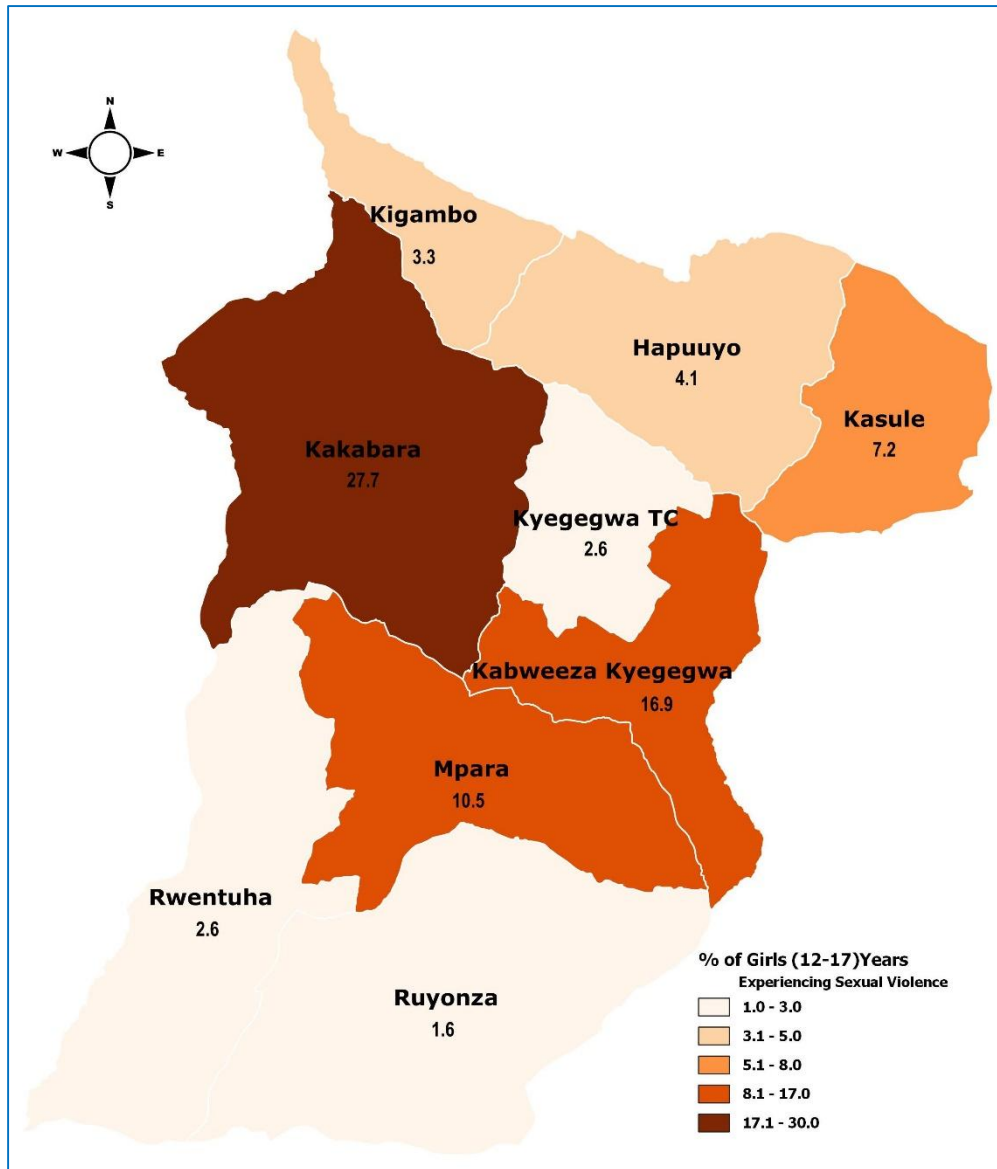 N
W E
S
Kigambo
3.3
Hapuuyo
4.1
Kasule
7.2
Kakabara
27.7
Kyegegwa TC
2.6
Kabweeza Kyegegwa
16.9
Mpara
10.5
Rwentuha
2.6
Ruyonza
1.6
% of Girls (12-17)Years
Experiencing Sexual Violence
1.0 - 3.0
3.1 - 5.0
5.1 - 8.0
8.1 - 17.0
17.1 - 30.0